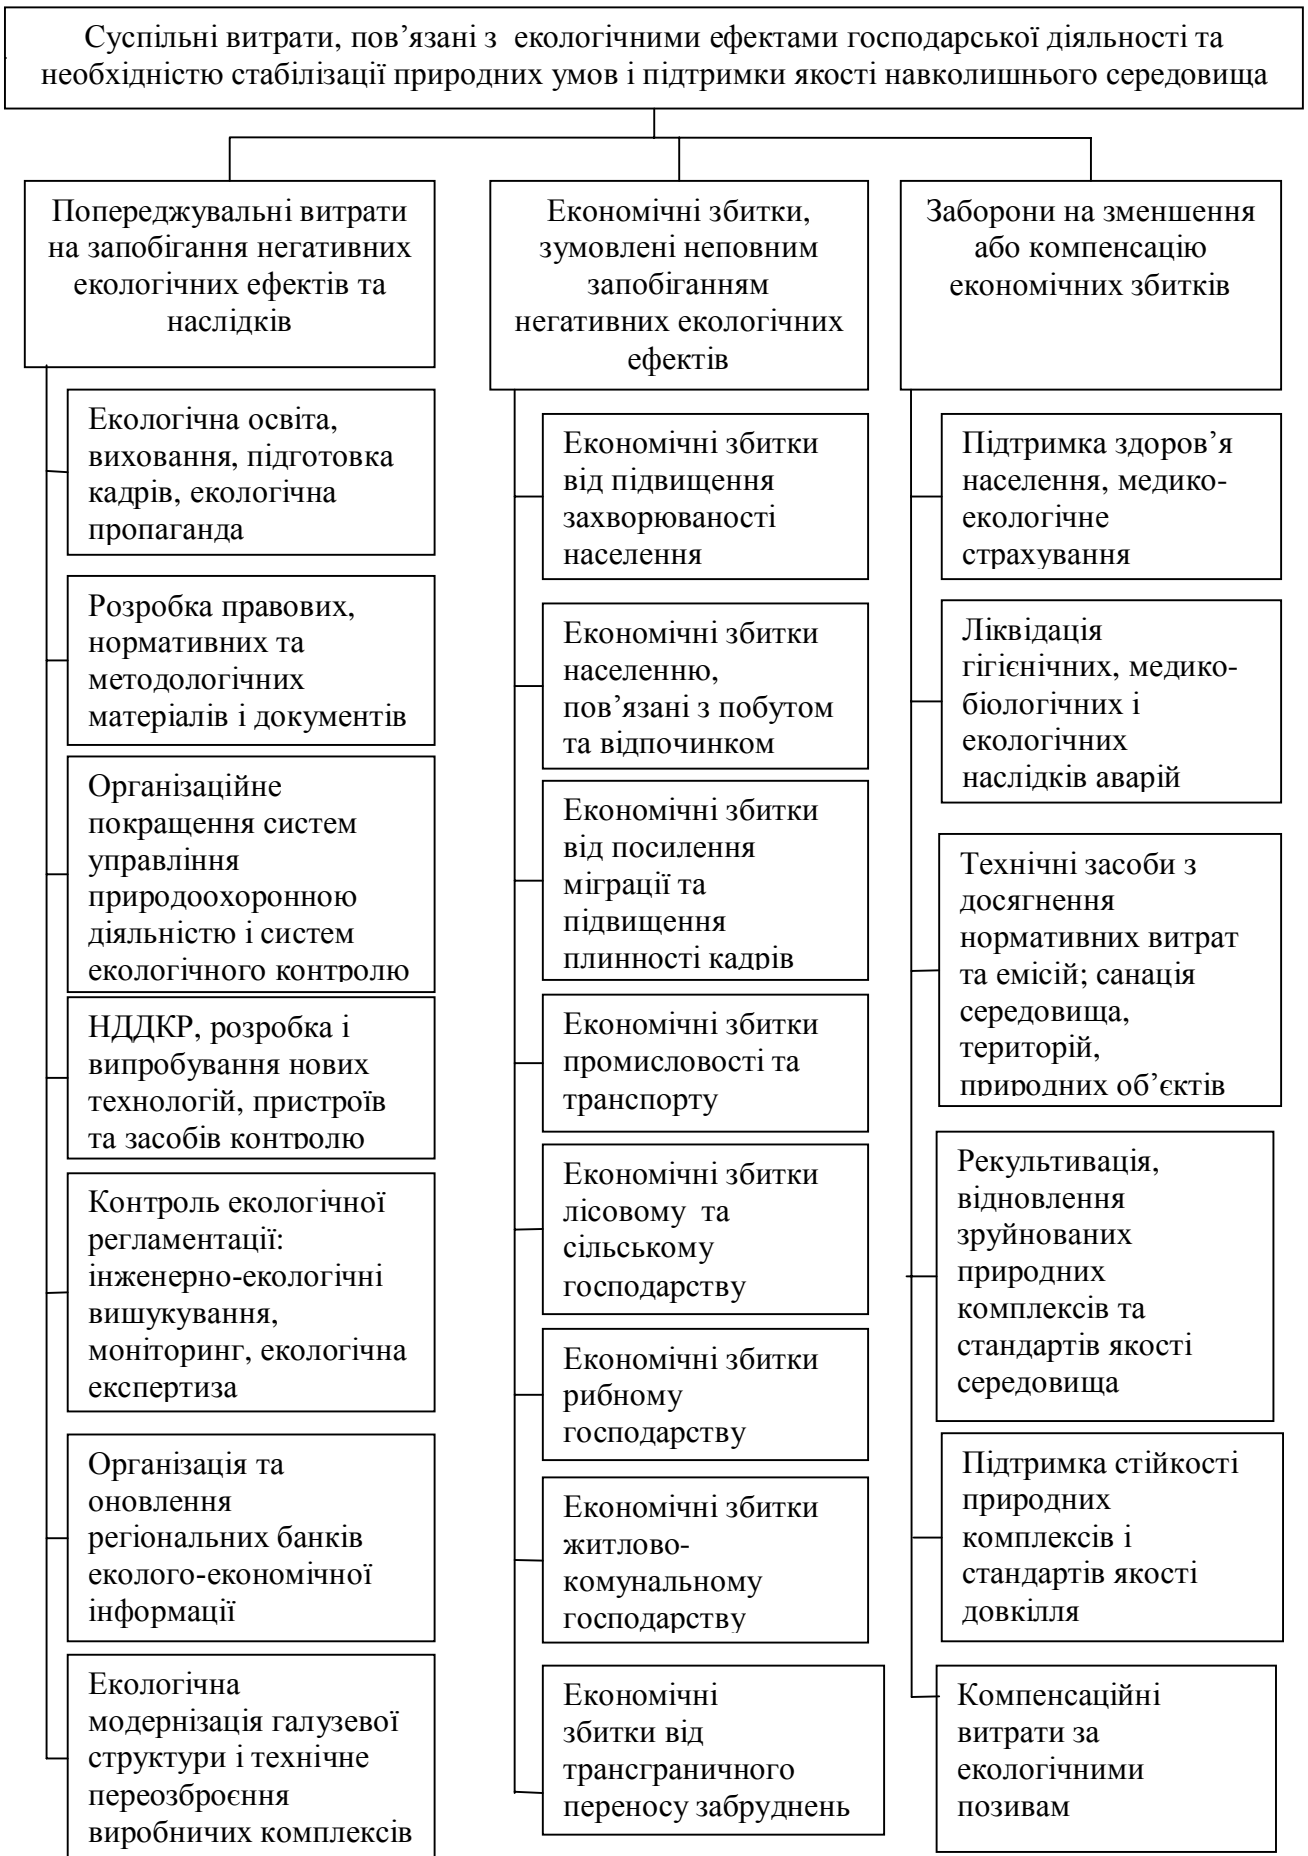 Суспільні витрати, пов’язані з екологічними ефектами господарської діяльності та
необхідністю стабілізації природних умов і підтримки якості навколишнього середовища
Попереджувальні витрати
на запобігання негативних
екологічних ефектів та
наслідків
Екологічна освіта,
виховання, підготовка
кадрів, екологічна
пропаганда
Розробка правових,
нормативних та
методологічних
матеріалів і документів
Організаційне
покращення систем
управління
природоохоронною
діяльністю і систем
екологічного контролю
НДДКР, розробка і
випробування нових
технологій, пристроїв
та засобів контролю
Контроль екологічної
регламентації:
інженерно-екологічні
вишукування,
моніторинг, екологічна
експертиза
Організація та
оновлення
регіональних банків
еколого-економічної
інформації
Екологічна
модернізація галузевої
структури і технічне
переозброєння
виробничих комплексів
Економічні збитки,
зумовлені неповним
запобіганням
негативних екологічних
ефектів
Економічні збитки
від підвищення
захворюваності
населення
Економічні збитки
населенню,
пов’язані з побутом
та відпочинком
Економічні збитки
від посилення
міграції та
підвищення
плинності кадрів
Економічні збитки
промисловості та
транспорту
Економічні збитки
лісовому та
сільському
господарству
Економічні збитки
рибному
господарству
Економічні збитки
житлово-
комунальному
господарству
Економічні
збитки від
трансграничного
переносу забруднень
Заборони на зменшення
або компенсацію
економічних збитків
Підтримка здоров’я
населення, медико-
екологічне
страхування
Ліквідація
гігієнічних, медико-
біологічних і
екологічних
наслідків аварій
Технічні засоби з
досягнення
нормативних витрат
та емісій; санація
середовища,
територій,
природних об’єктів
Рекультивація,
відновлення
зруйнованих
природних
комплексів та
стандартів якості
середовища
Підтримка стійкості
природних
комплексів і
стандартів якості
довкілля
Компенсаційні
витрати за
екологічними
позивам